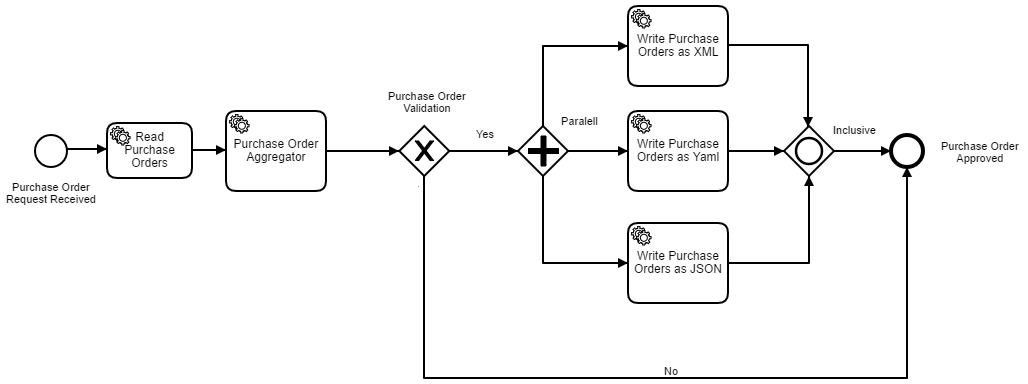 Purchase Order
Request Received
Read
Purchase
Orders
Purchase Order
Aggregator
Purchase Order
Validation
X
Yes
Paralell
Write Purchase
Orders as XML
Write Purchase
Orders as Yaml
Write Purchase
Orders as JSON
Inclusive
Purchase Order
Approved
No